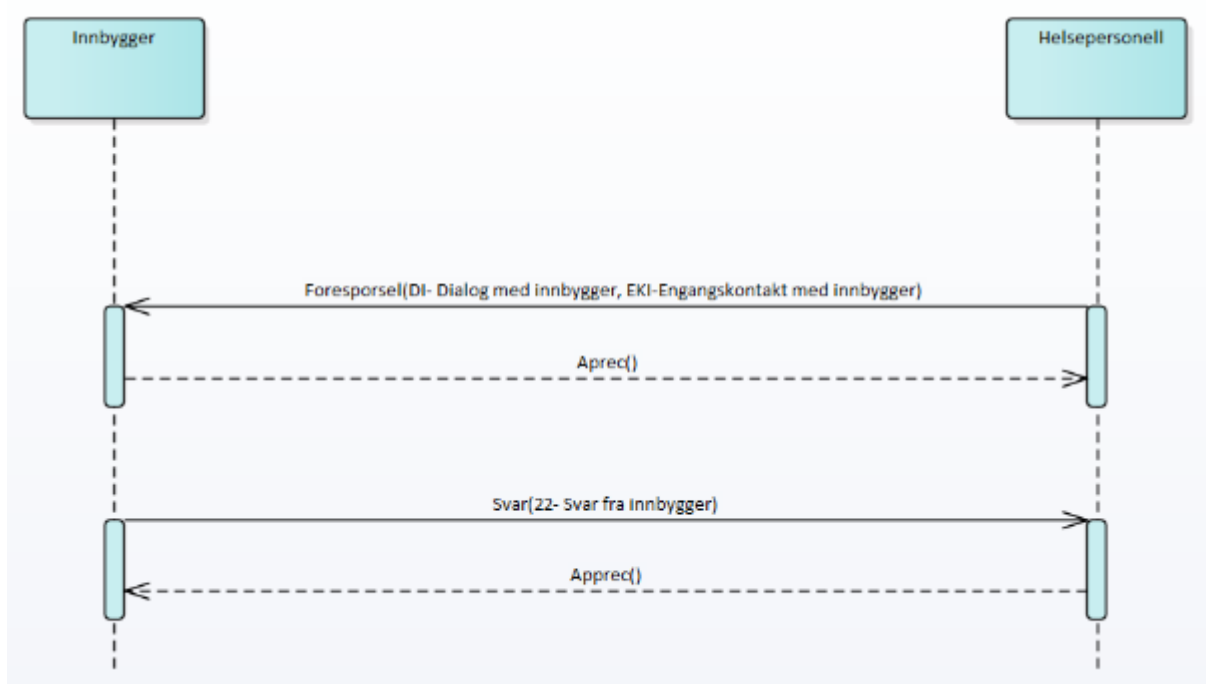 Innbygger
Helsepersonell
Foresporsel(DI- Dialog med innbygger, EKI-Engangskontakt med innbygger)
Aprec()
Svar(22- Svar fra innbygger)
Apprec()